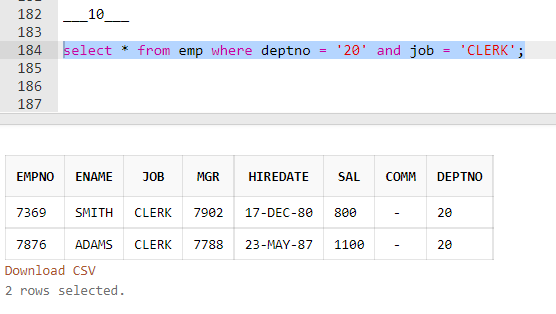 182 ___10___
183
184 select * from emp where deptno = '20' and job = 'CLERK';
185
186
187
EMPNO ENAME JOB MGR HIREDATE SAL COMM DEPTNO
7369 SMITH CLERK 7902 17-DEC-80 800 - 20
7876 ADAMS CLERK 7788 23-MAY-87 1100 - 20
Download CSV
2 rows selected.